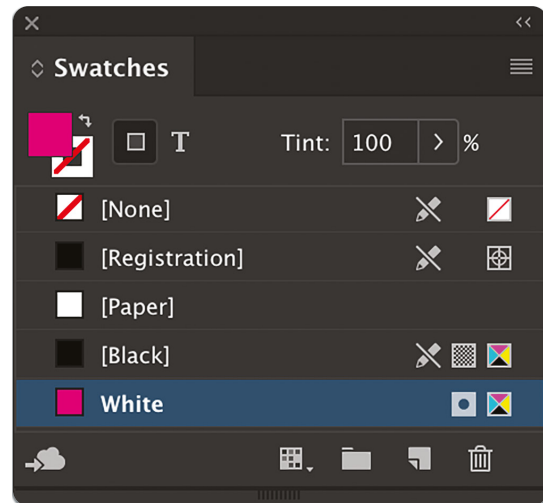 Swatches
T Tint: 100 %
[None]
[Registration]
[Paper]
[Black]
White